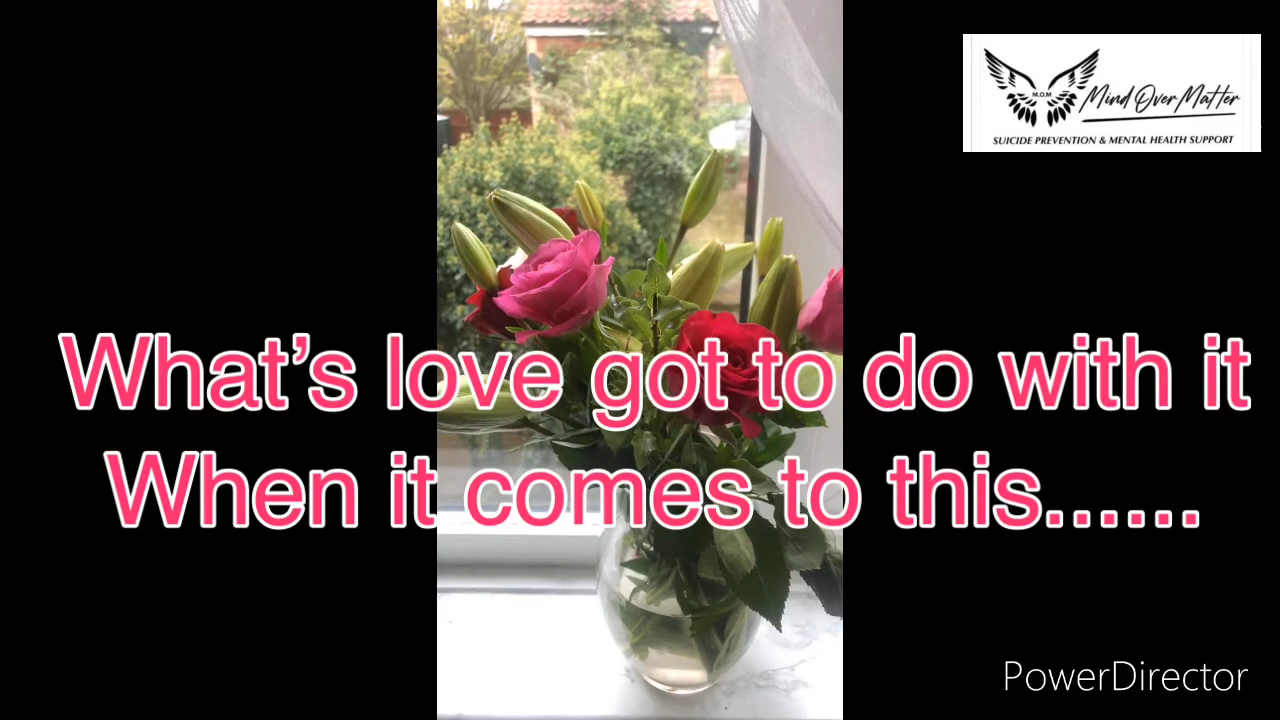 M.O.M
Mind Over Matter
SUICIDE PREVENTION & MENTAL HEALTH SUPPORT
What’s love got to do with it
When it comes to this......
PowerDirector